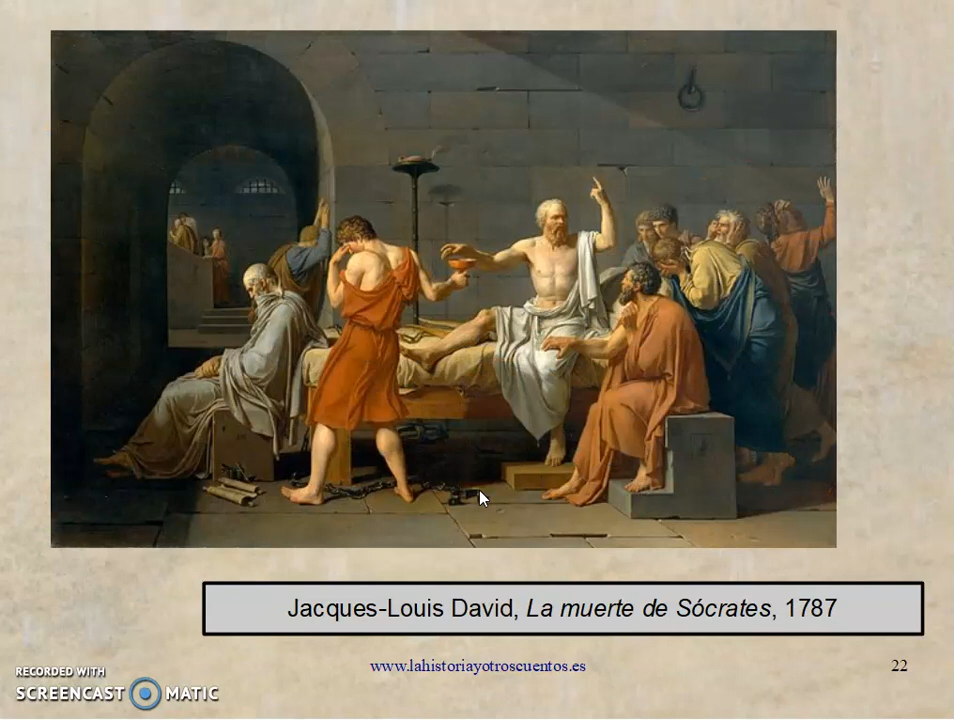 Jacques-Louis David, La muerte de Sócrates, 1787
www.lahistoriayotroscuentos.es
22
RECORDED WITH
SCREENCAST MATIC